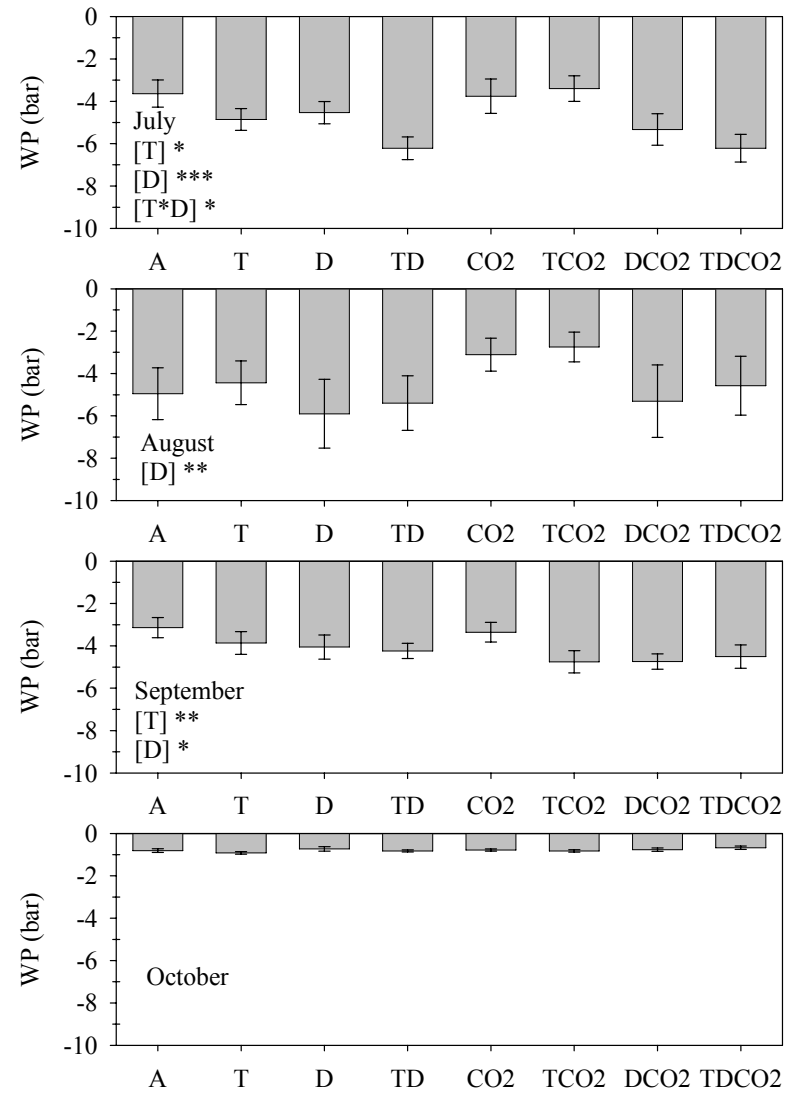 0
-2
-4
-6
-8
-10
WP (bar)
July
[T] *
[D] ***
[T*D] *
A T D TD CO2 TCO2 DCO2 TDCO2
0
-2
-4
-6
-8
-10
WP (bar)
August
[D] **
A T D TD CO2 TCO2 DCO2 TDCO2
0
-2
-4
-6
-8
-10
WP (bar)
September
[T] **
[D] *
A T D TD CO2 TCO2 DCO2 TDCO2
0
-2
-4
-6
-8
-10
WP (bar)
October
A T D TD CO2 TCO2 DCO2 TDCO2